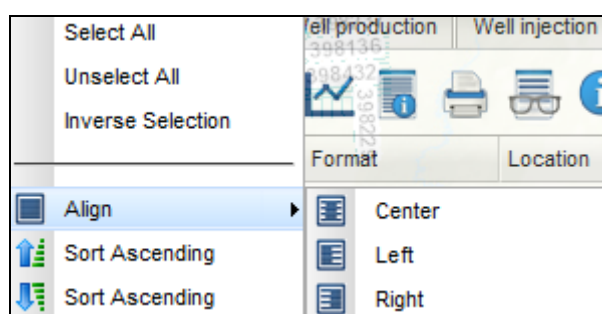 Select All
Unselect All
Inverse Selection
Align
Sort Ascending
Sort Ascending
ell production
Well injection
398136
Format
Location
Center
Left
Right